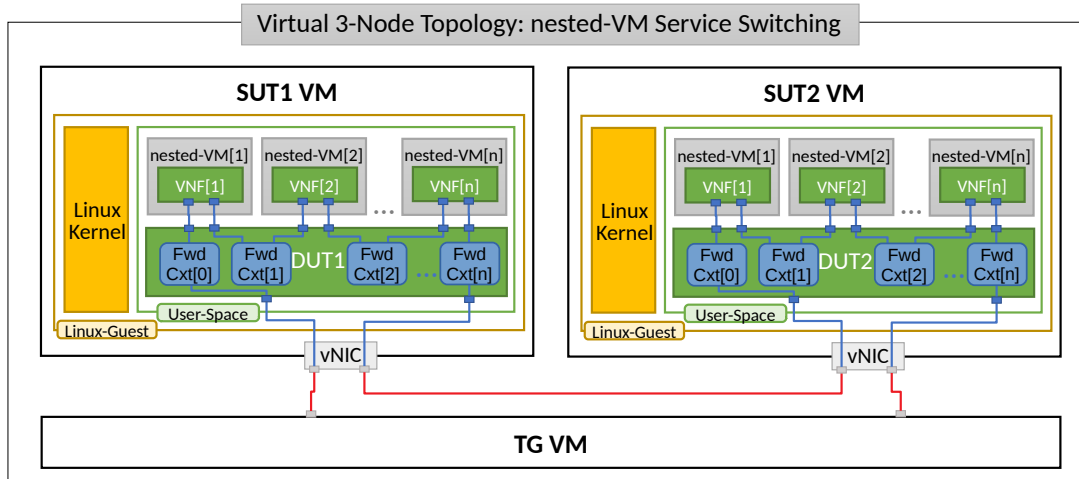 Virtual 3-Node Topology: nested-VM Service Switching
SUT1 VM
Linux
Kernel
nested-VM[1]
VNF[1]
nested-VM[2]
VNF[2]
...
nested-VM[n]
VNF[n]
Fwd
Cxt[0]
Fwd
Cxt[1]
DUT1
Fwd
Cxt[2]
...
Fwd
Cxt[n]
User-Space
Linux-Guest
vNIC
SUT2 VM
Linux
Kernel
nested-VM[1]
VNF[1]
nested-VM[2]
VNF[2]
...
nested-VM[n]
VNF[n]
Fwd
Cxt[0]
Fwd
Cxt[1]
DUT2
Fwd
Cxt[2]
...
Fwd
Cxt[n]
User-Space
Linux-Guest
vNIC
TG VM